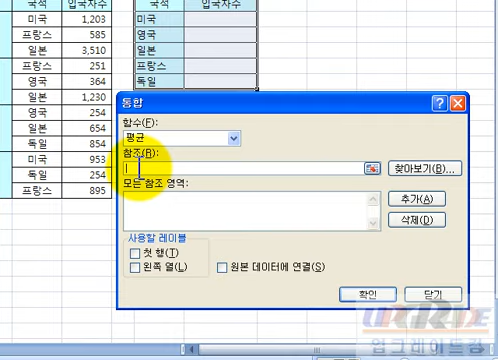 국적 입국자수 국적 입국자수
미국 1,203 미국
프랑스 585 영국
일본 3,510 일본
프랑스 251 프랑스
영국 364 독일
일본 1,230
영국 254
일본 654
독일 854
미국 953
독일 254
프랑스 895
통합
함수(F):
평균
참조(R):
찾아보기(B)...
모든 참조 영역:
추가(A)
삭제(D)
사용할 레이블
첫 행(T)
왼쪽 열(L) 원본 데이터에 연결(S)
확인 닫기
업그레이드강